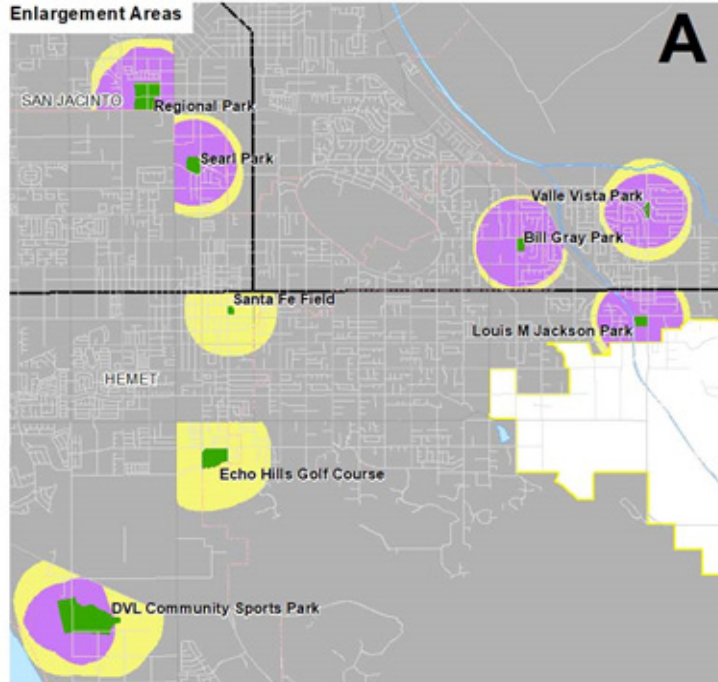 Enlargement Areas
A
SAN JACINTO
Regional Park
Searl Park
Valle Vista Park
Bill Gray Park
Santa Fe Field
Louis M Jackson Park
HEMET
Echo Hills Golf Course
DVL Community Sports Park